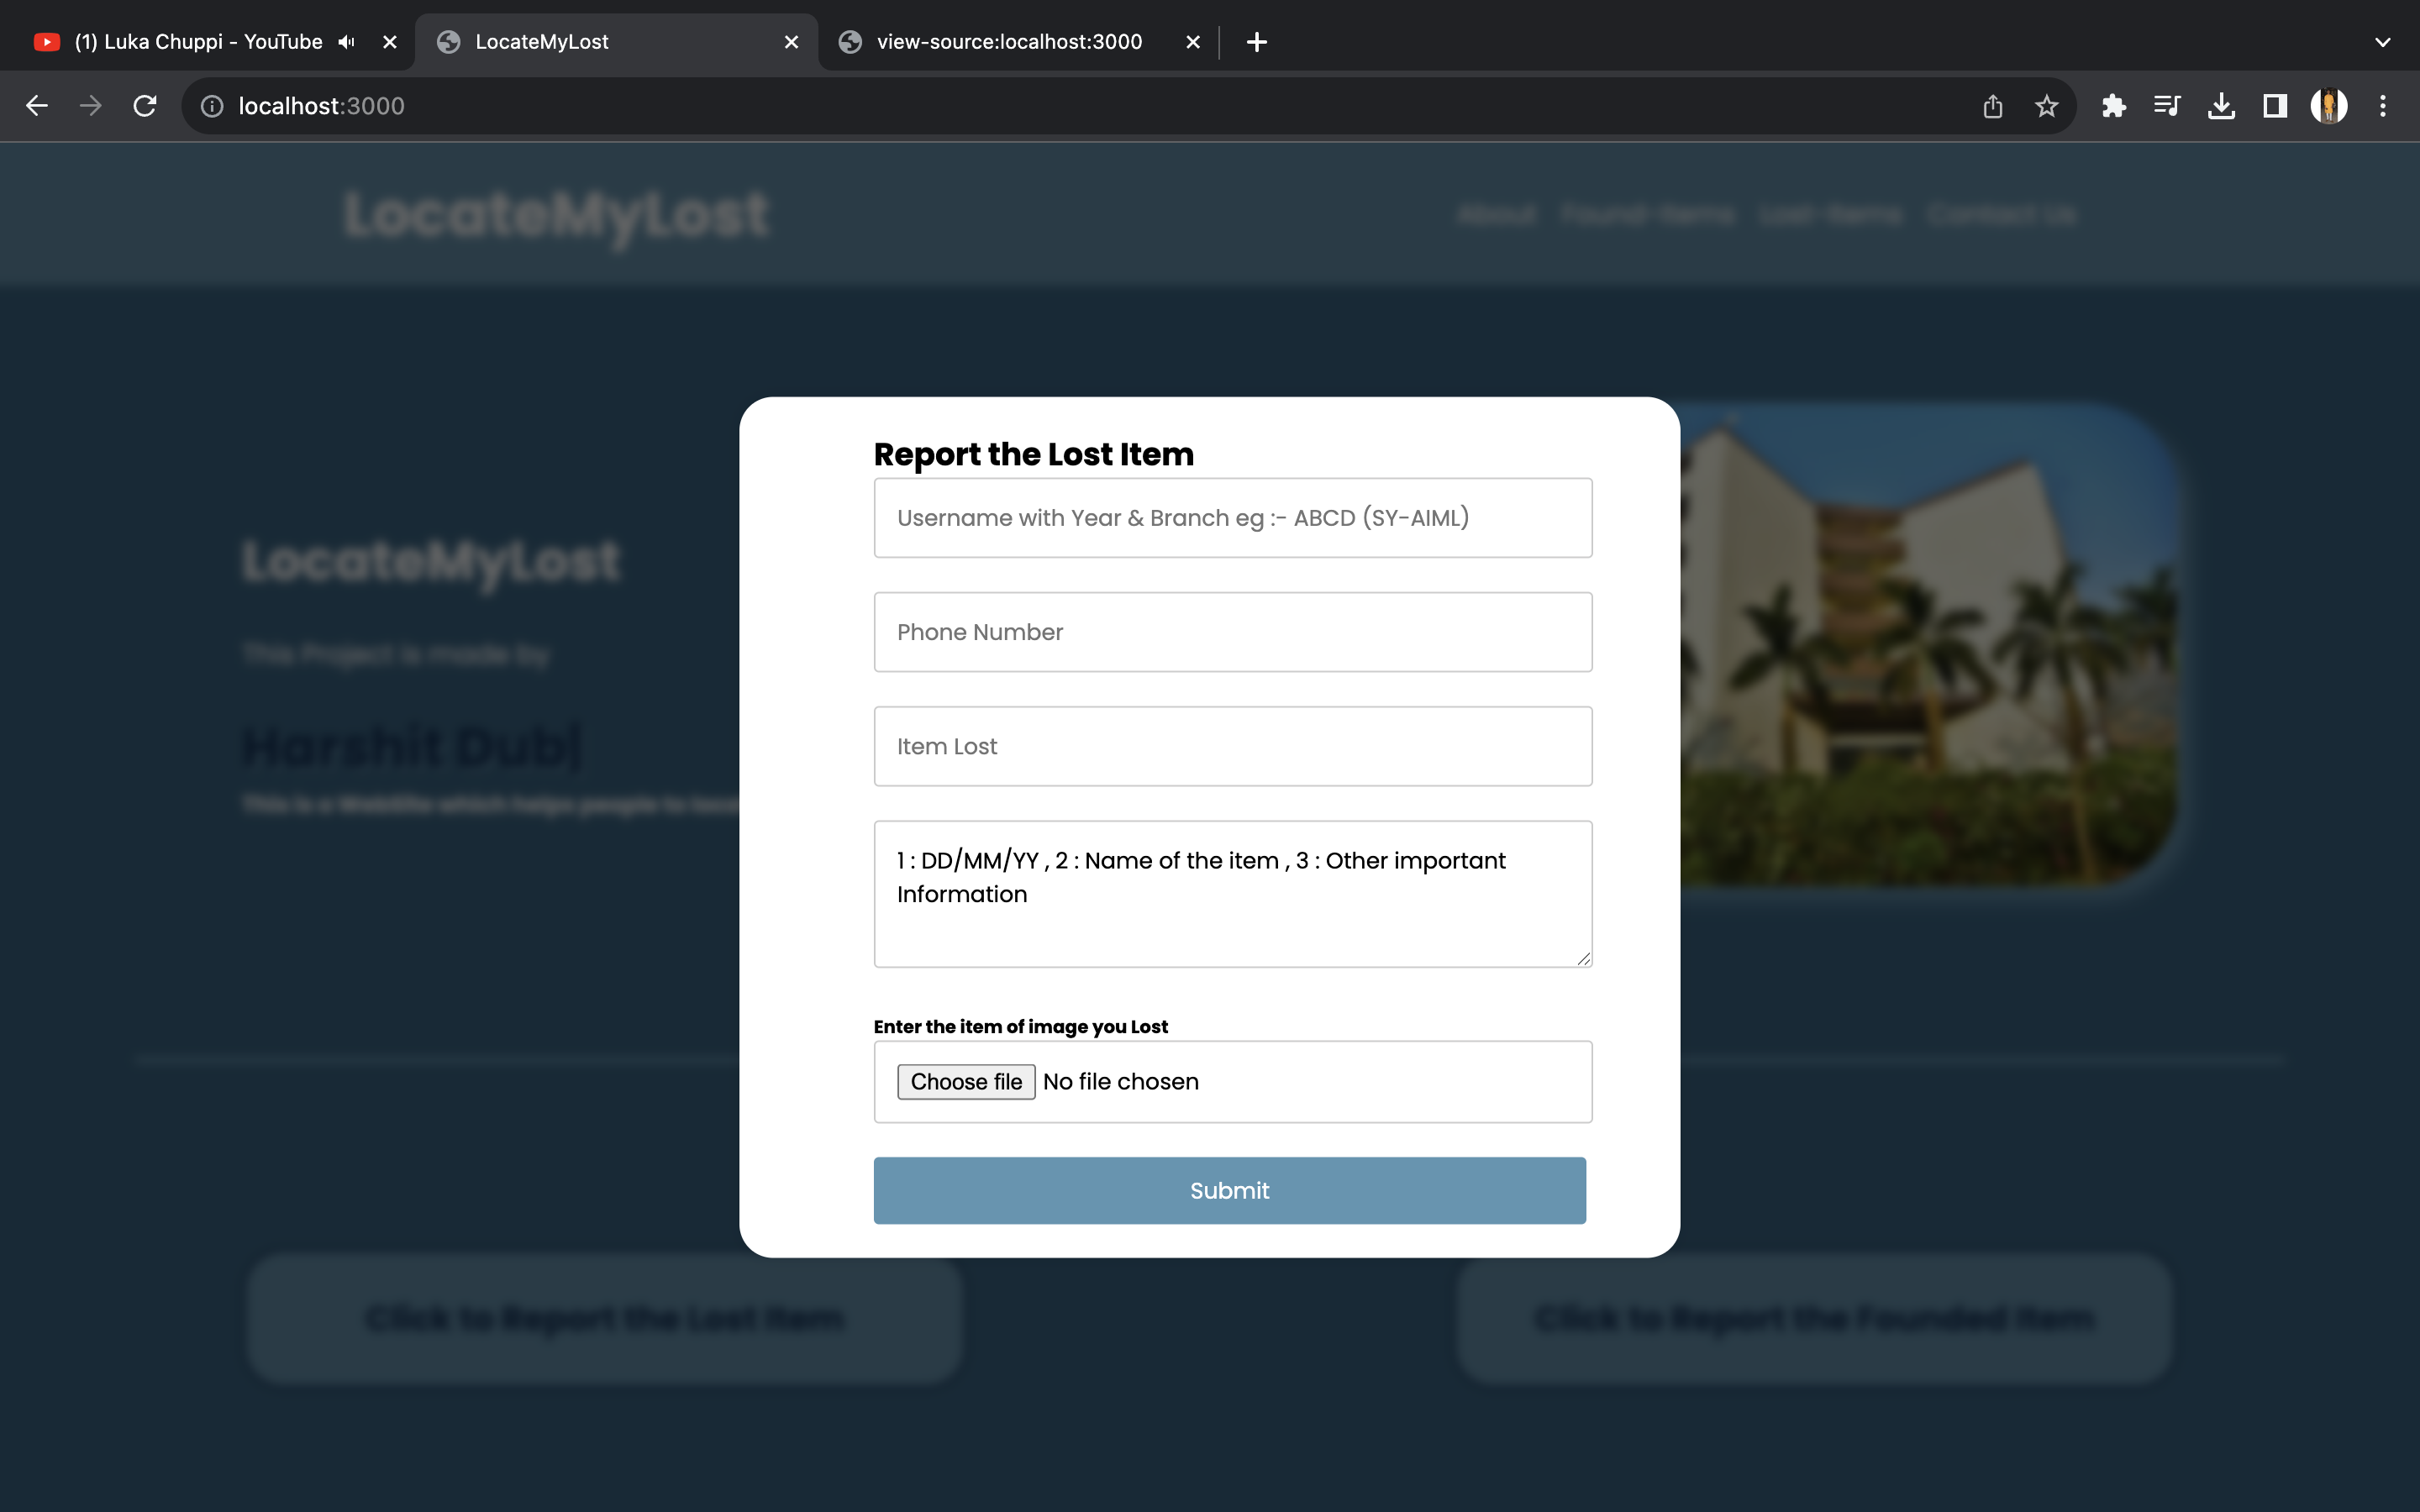 (1) Luka Chuppi - YouTube
LocateMyLost
view-source:localhost:3000
localhost:3000
LocateMyLost
About Found-Items Lost-Items Contact Us
Report the Lost Item
Username with Year & Branch eg :- ABCD (SY-AIML)
LocateMyLost
Phone Number
This Project is made by
Harshit Dub|
Item Lost
This is a WebSite which helps people to
1 : DD/MM/YY , 2 : Name of the item , 3 : Other important
Information
Enter the item of image you Lost
Choose file No file chosen
Submit
Click to Report the Lost Item
Click to Report the Founded Item